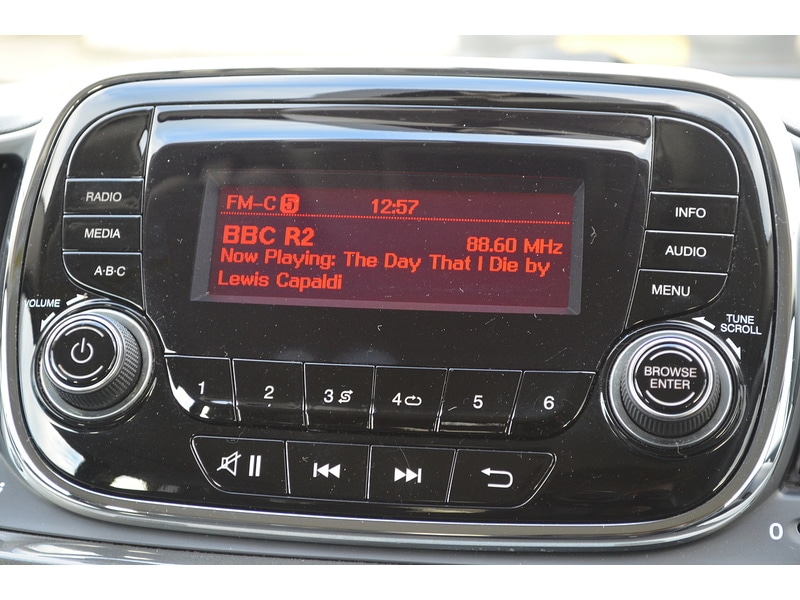 FM-C 5 12:57
BBC R2 88.60 MHz
Now Playing: The Day That I Die by
Lewis Capaldi
RADIO
MEDIA
A·B·C
INFO
AUDIO
MENU
VOLUME
TUNE
SCROLL
BROWSE
ENTER
1 2 3 4 5 6
0